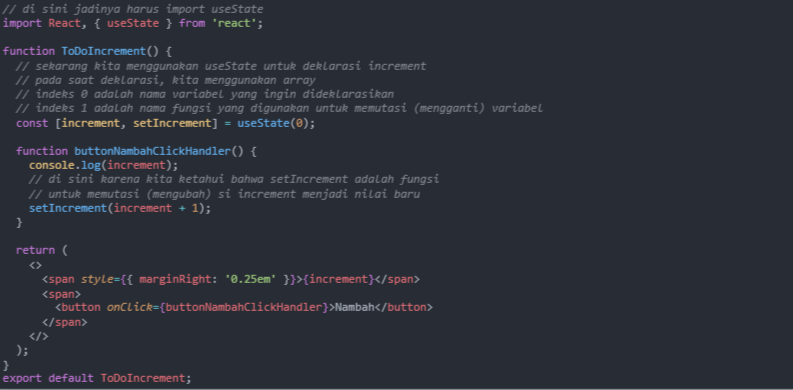 // di sini jadinya harus import useState
import React, { useState } from 'react';

function ToDoIncrement() {
  // sekarang kita menggunakan useState untuk deklarasi increment
  // pada saat deklarasi, kita menggunakan array
  // indeks 0 adalah nama variabel yang ingin dideklarasikan
  // indeks 1 adalah nama fungsi yang digunakan untuk memutasi (mengganti) variabel
  const [increment, setIncrement] = useState(0);

  function buttonNambahClickHandler() {
    console.log(increment);
    // di sini karena kita ketahui bahwa setIncrement adalah fungsi
    // untuk memutasi (mengubah) si increment menjadi nilai baru
    setIncrement(increment + 1);
  }

  return (
    <>
      <span style={{ marginRight: '0.25em' }}>{increment}</span>
      <span>
        <button onClick={buttonNambahClickHandler}>Nambah</button>
      </span>
    </>
  );
}
export default ToDoIncrement;